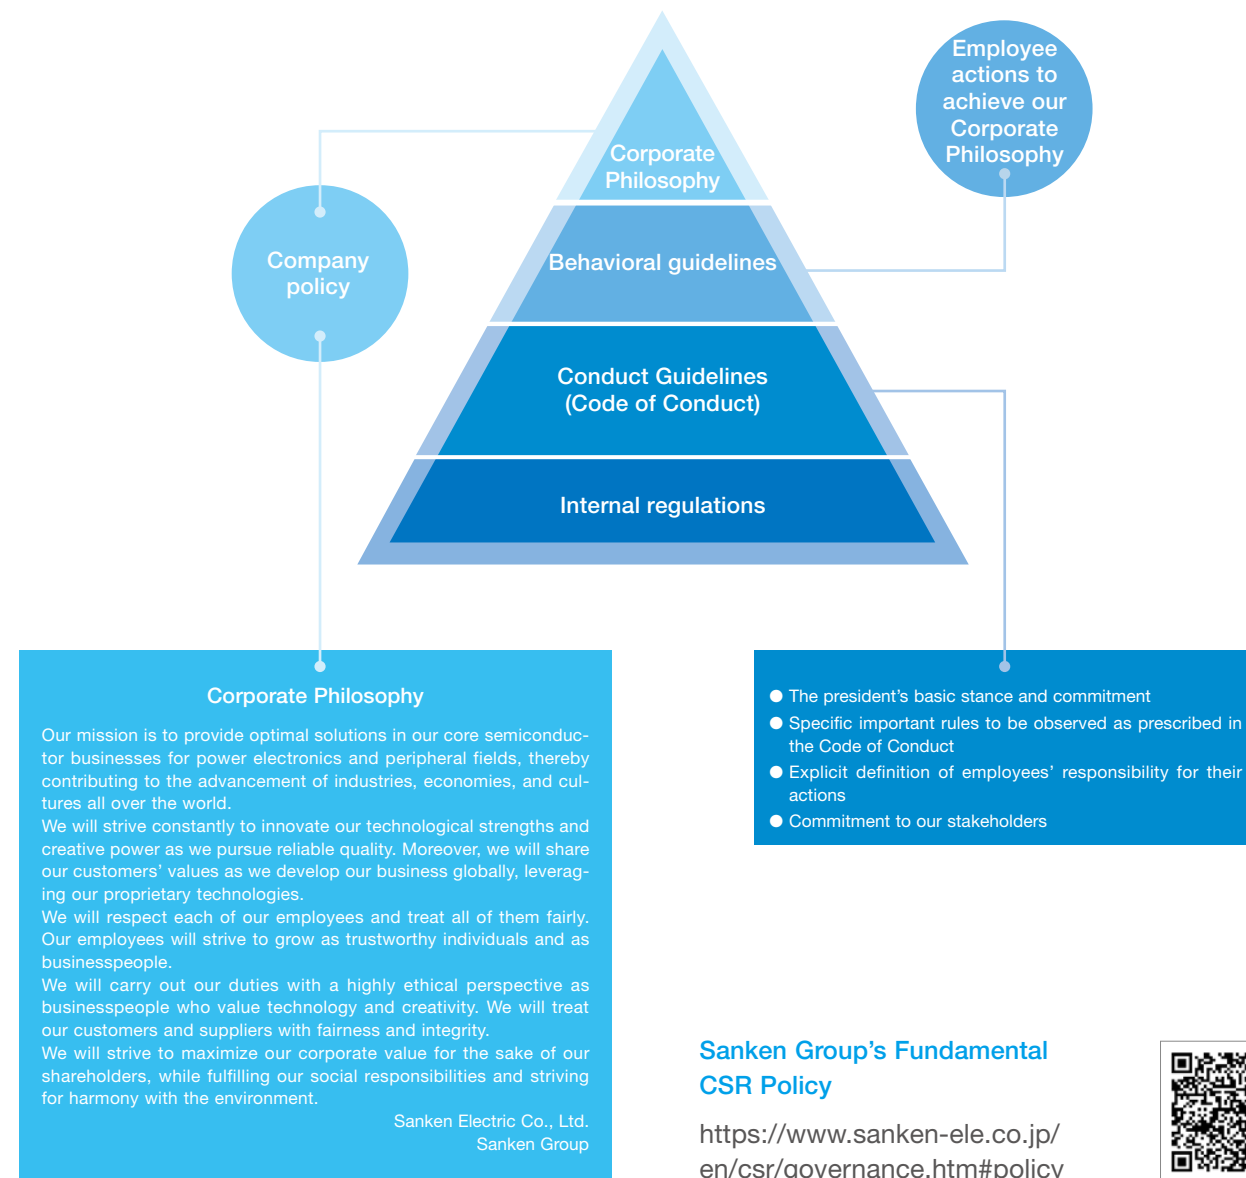 Employee
actions to
achieve our
Corporate
Philosophy
Corporate
Philosophy
Company
policy
Behavioral guidelines
Conduct Guidelines
(Code of Conduct)
Internal regulations
Corporate Philosophy
Our mission is to provide optimal solutions in our core semiconduc-
tor businesses for power electronics and peripheral fields, thereby
contributing to the advancement of industries, economies, and cul-
tures all over the world.
We will strive constantly to innovate our technological strengths and
creative power as we pursue reliable quality. Moreover, we will share
our customers’ values as we develop our business globally, leverag-
ing our proprietary technologies.
We will respect each of our employees and treat all of them fairly.
Our employees will strive to grow as trustworthy individuals and as
businesspeople.
We will carry out our duties with a highly ethical perspective as
businesspeople who value technology and creativity. We will treat
our customers and suppliers with fairness and integrity.
We will strive to maximize our corporate value for the sake of our
shareholders, while fulfilling our social responsibilities and striving
for harmony with the environment.
Sanken Electric Co., Ltd.
Sanken Group
● The president’s basic stance and commitment
● Specific important rules to be observed as prescribed in
the Code of Conduct
● Explicit definition of employees’ responsibility for their
actions
● Commitment to our stakeholders
Sanken Group’s Fundamental
CSR Policy
https://www.sanken-ele.co.jp/
en/csr/governance.htm#policy